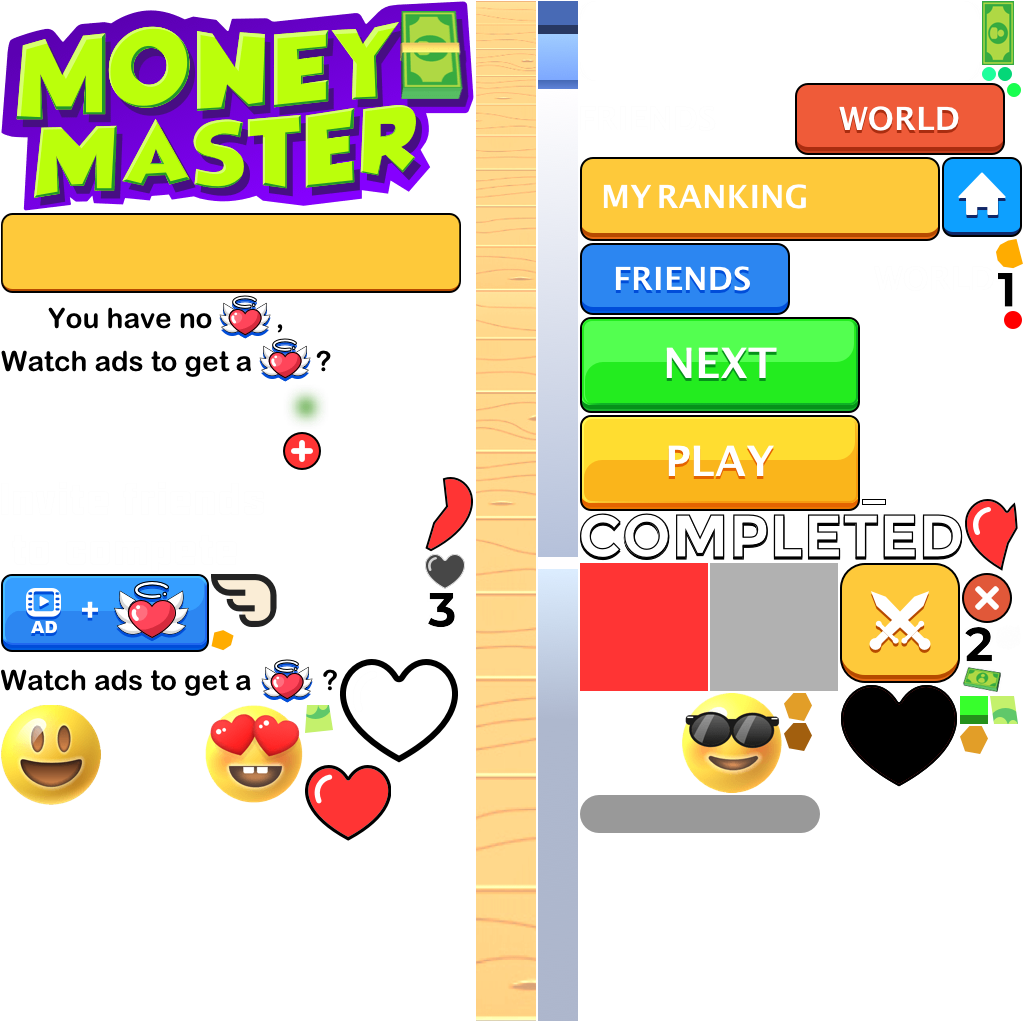 MONEY
MASTER
WORLD
MY RANKING
FRIENDS
1
You have no ,
Watch ads to get a ?
NEXT
PLAY
COMPLETED
AD +
3
2
Watch ads to get a ?